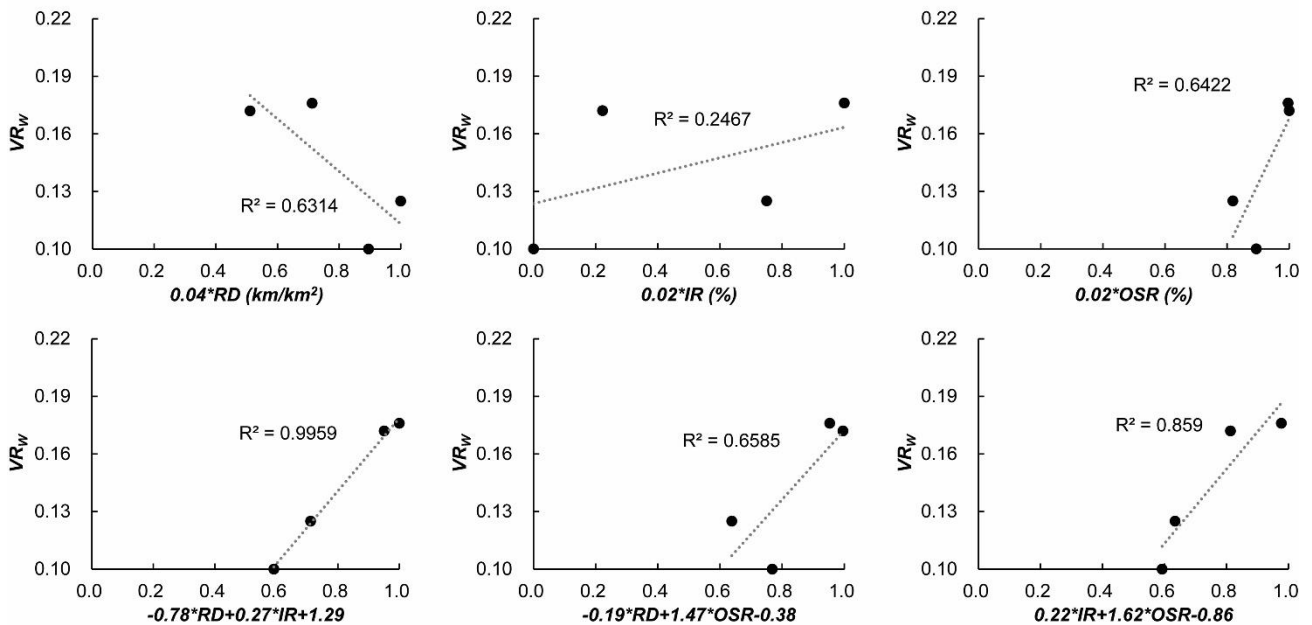 0.22
0.19
0.16
0.13
0.10
VR_W
R² = 0.6314
0.0 0.2 0.4 0.6 0.8 1.0
0.04*RD (km/km²)
0.22
0.19
0.16
0.13
0.10
VR_W
R² = 0.2467
0.0 0.2 0.4 0.6 0.8 1.0
0.02*IR (%)
0.22
0.19
0.16
0.13
0.10
VR_W
R² = 0.6422
0.0 0.2 0.4 0.6 0.8 1.0
0.02*OSR (%)
0.22
0.19
0.16
0.13
0.10
VR_W
R² = 0.9959
0.0 0.2 0.4 0.6 0.8 1.0
-0.78*RD+0.27*IR+1.29
0.22
0.19
0.16
0.13
0.10
VR_W
R² = 0.6585
0.0 0.2 0.4 0.6 0.8 1.0
-0.19*RD+1.47*OSR-0.38
0.22
0.19
0.16
0.13
0.10
VR_W
R² = 0.859
0.0 0.2 0.4 0.6 0.8 1.0
0.22*IR+1.62*OSR-0.86